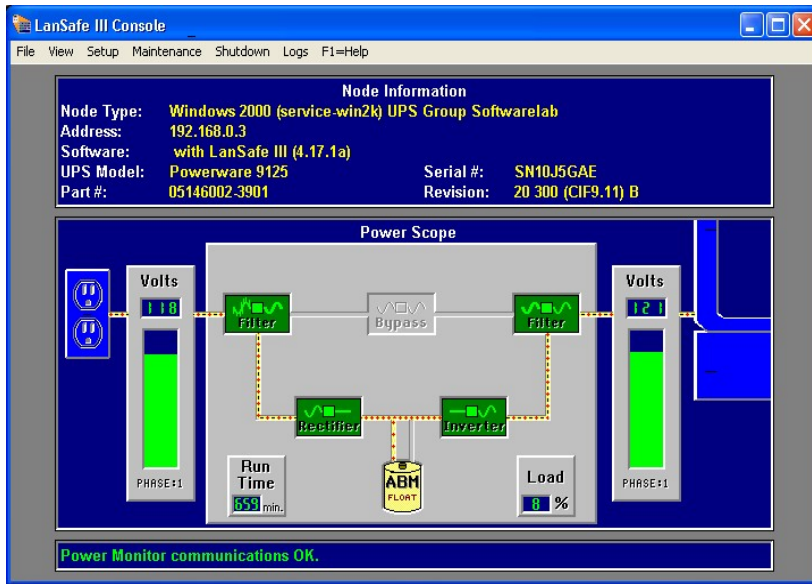 LanSafe III Console
File View Setup Maintenance Shutdown Logs F1=Help
Node Information
Node Type: Windows 2000 (service-win2k) UPS Group Softwarelab
Address: 192.168.0.3
Software: with LanSafe III (4.17.1a)
UPS Model: Powerware 9125 Serial #: SN10J5GAE
Part #: 05146002-3901 Revision: 20 300 (CIF9.11) B
Power Scope
Volts
118
PHASE:1
Filter
Bypass
Filter
Rectifier
Inverter
Run
Time
659 min.
ABM
FLOAT
Load
8 %
Volts
121
PHASE:1
Power Monitor communications OK.